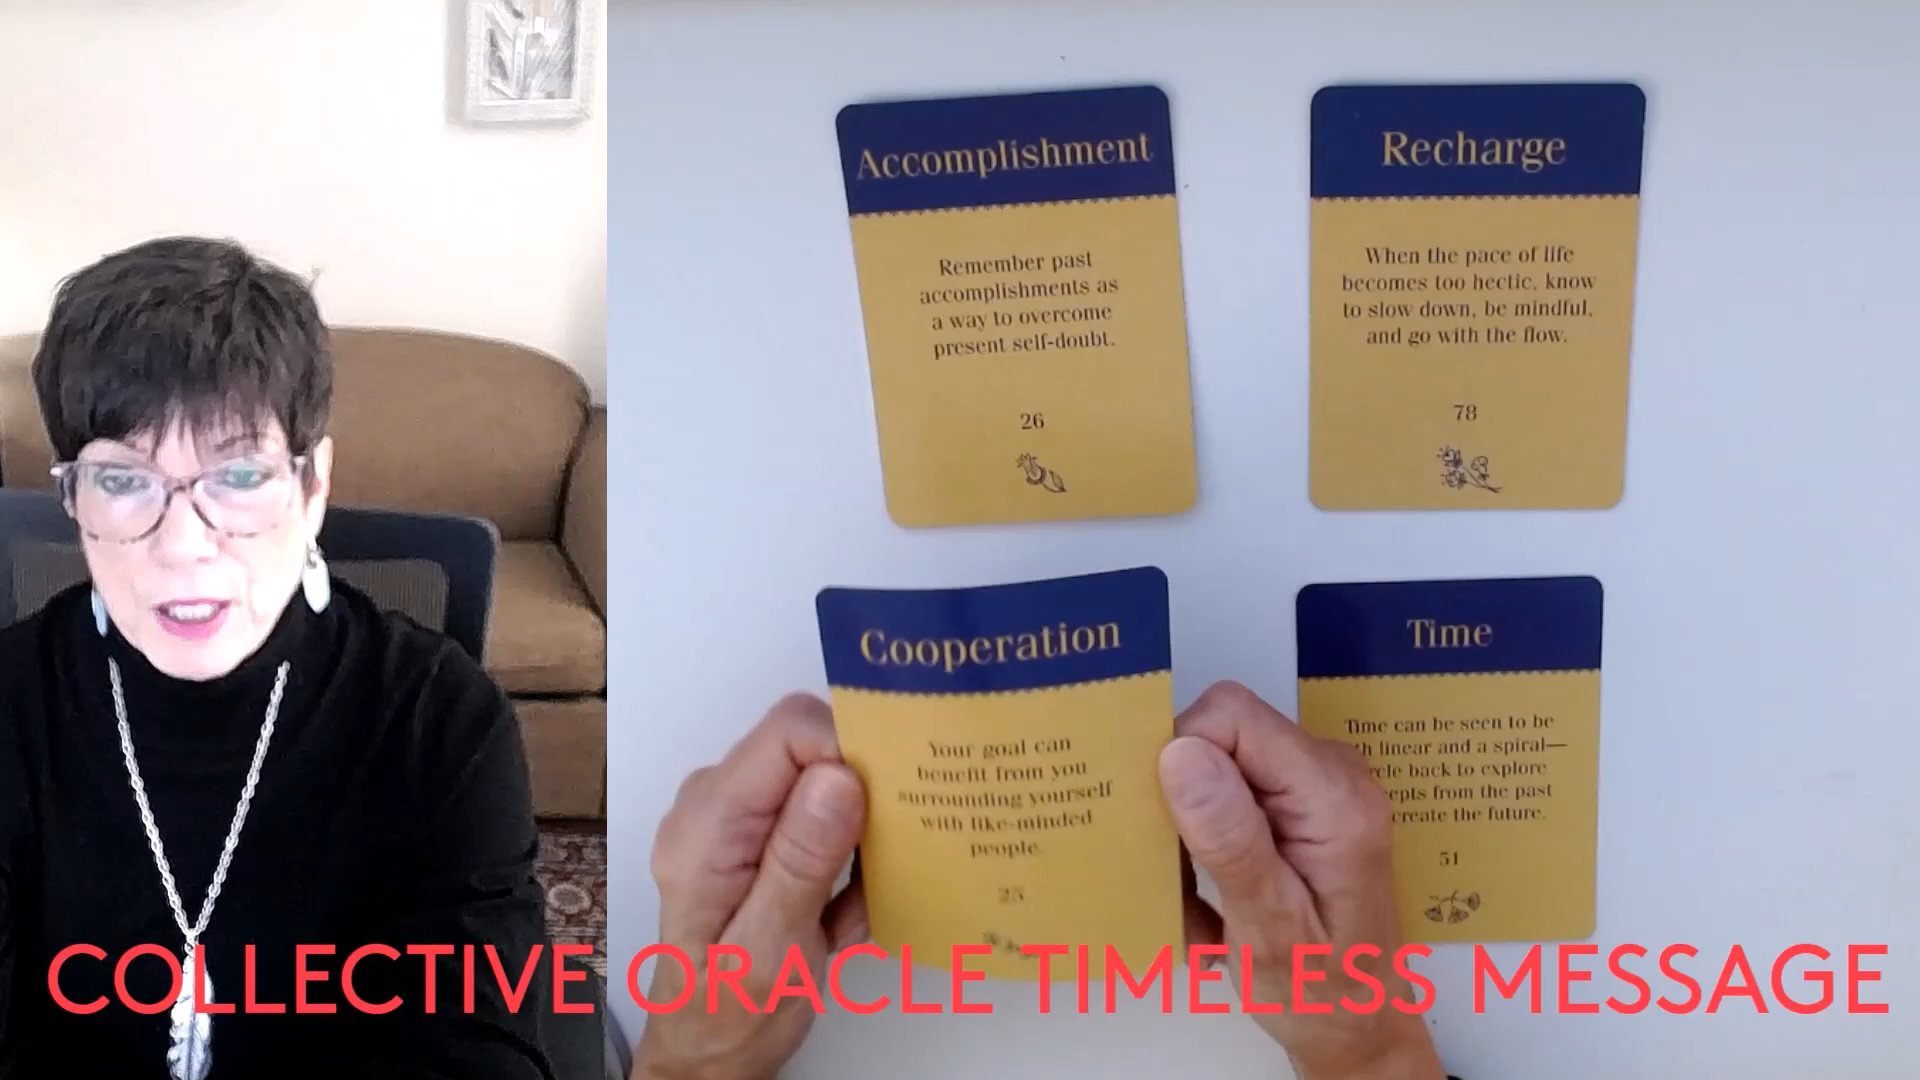 Accomplishment
Remember past
accomplishments as
a way to overcome
present self-doubt.
26
Recharge
When the pace of life
becomes too hectic, know
to slow down, be mindful,
and go with the flow.
78
Cooperation
Your goal can
benefit from you
surrounding yourself
with like-minded
people.
25
Time
Time can be seen to be
linear and a spiral—
back to explore
from the past
create the future.
51
COLLECTIVE ORACLE TIMELESS MESSAGE